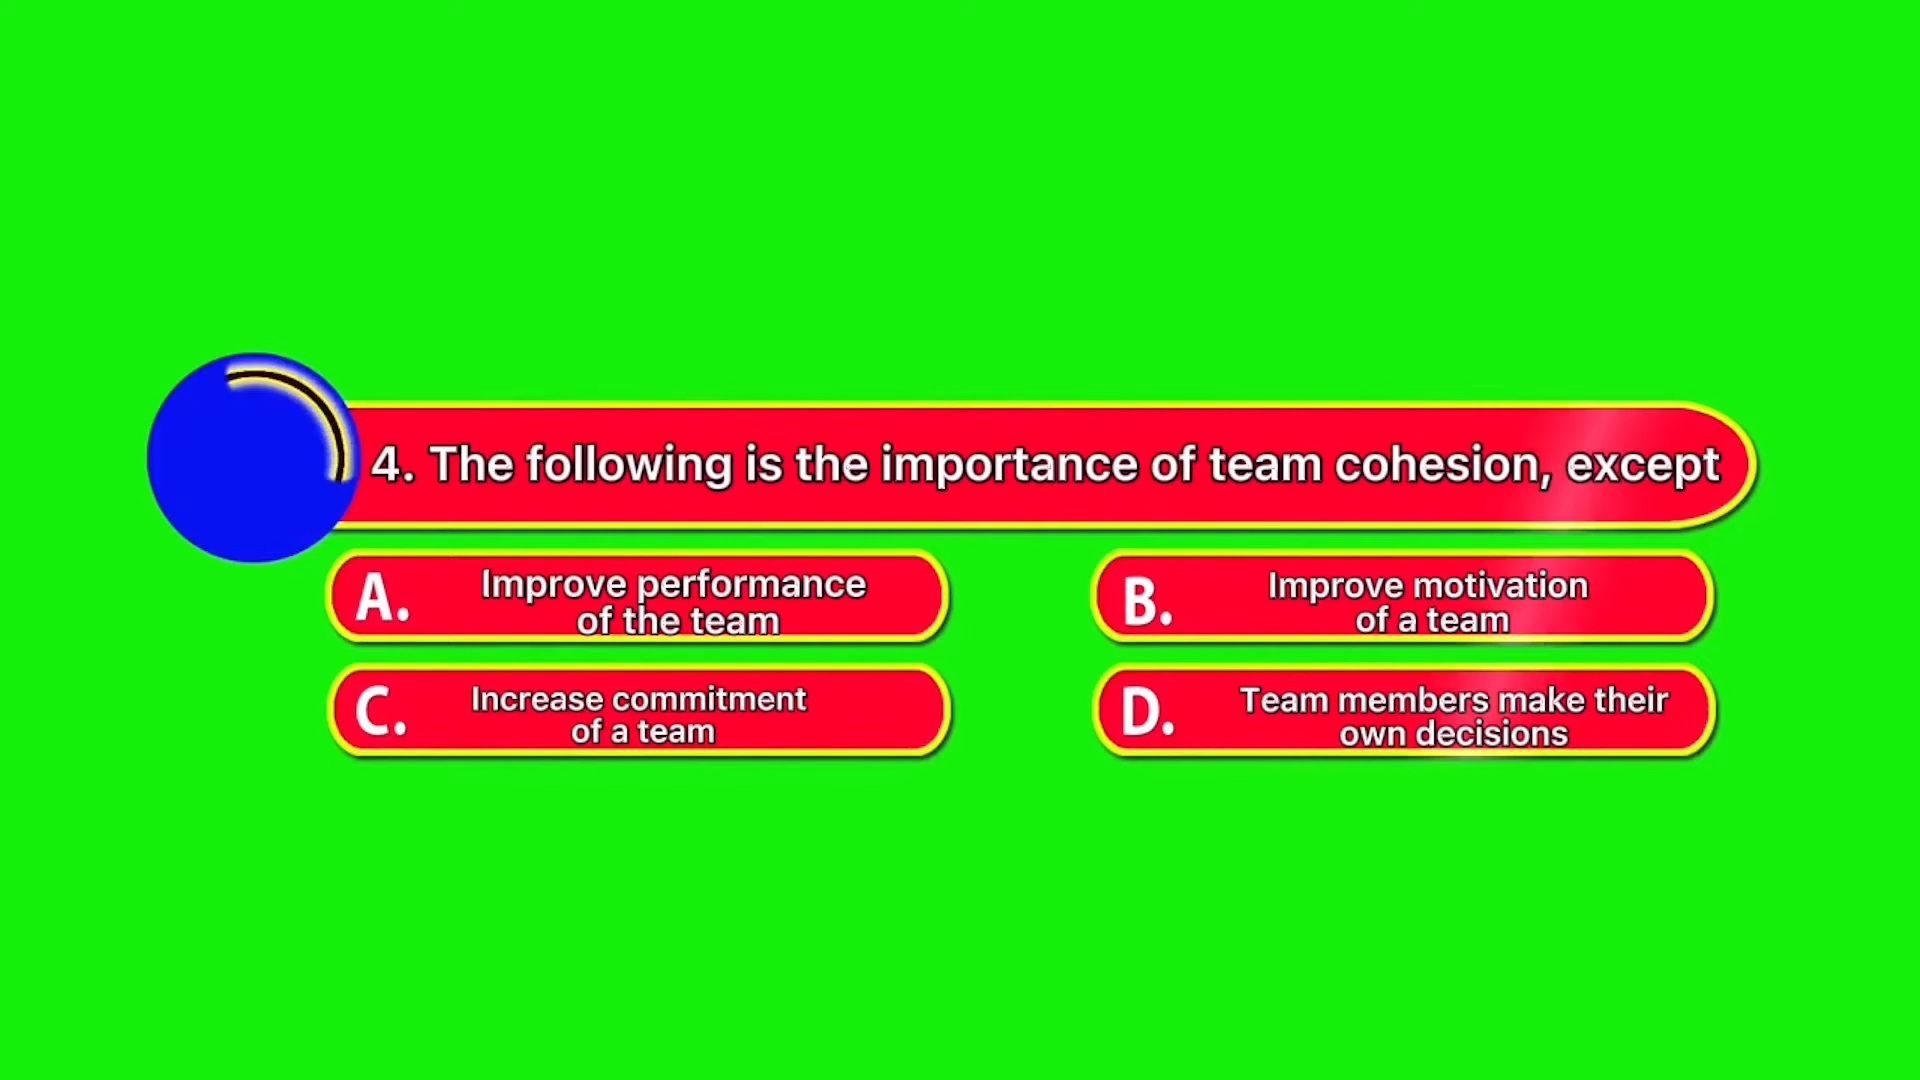 4. The following is the importance of team cohesion, except
A. Improve performance
of the team
B. Improve motivation
of a team
C. Increase commitment
of a team
D. Team members make their
own decisions